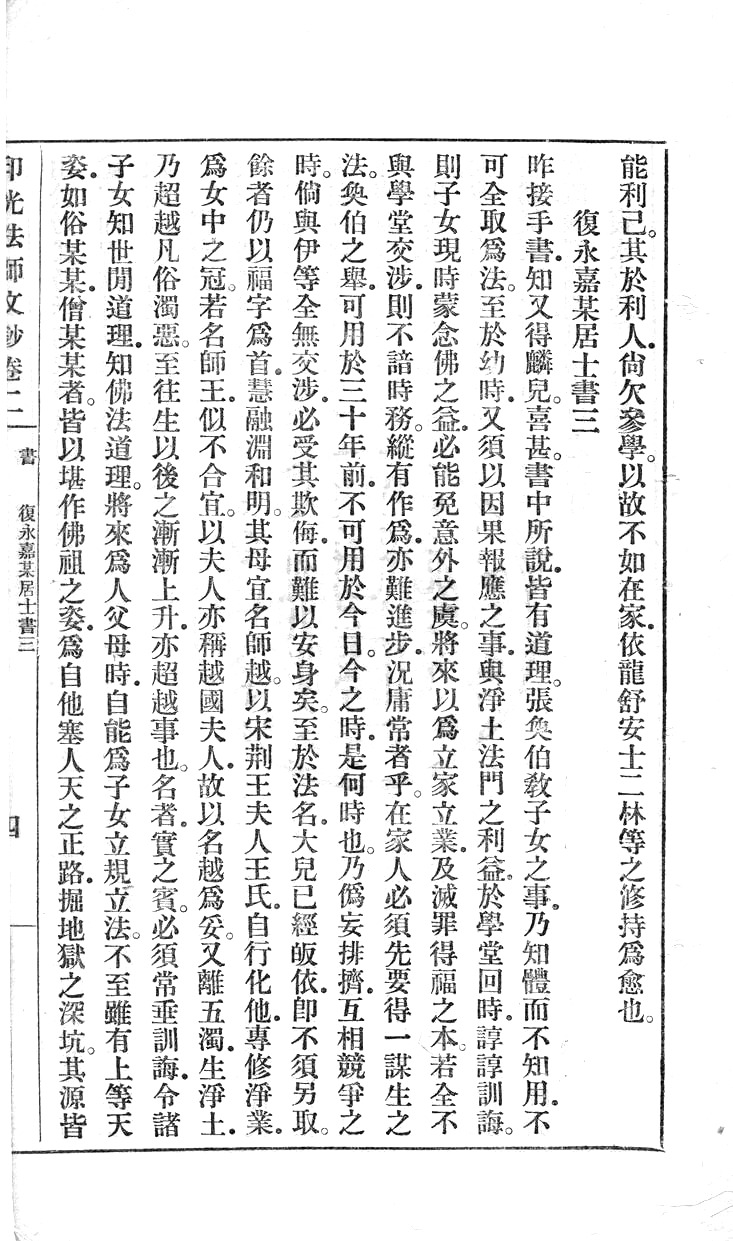 能利己。其於利人。尙欠參學。以故不如在家。依龍舒安士二林等之修持爲愈也。
復永嘉某居士書三
昨接手書。知又得麟兒。喜甚。書中所說。皆有道理。張奐伯敎子女之事。乃知體而不知用。不
可全取爲法。至於幼時。又須以因果報應之事。與淨土法門之利益。於學堂回時。諄諄訓誨。
則子女現時蒙念佛之益。必能免意外之虞。將來以爲立家立業。及滅罪得福之本。若全不
與學堂交涉。則不諳時務。縱有作爲。亦難進步。況庸常者乎。在家人必須先要得一謀生之
法。奐伯之舉。可用於三十年前。不可用於今日。今之時。是何時也。乃僞妄排擠。互相競爭之
時。倘與伊等全無交涉。必受其欺侮。而難以安身矣。至於法名。大兒已經皈依。卽不須另取。
餘者仍以福字爲首。慧融淵和明。其母宜名師越。以宋荆王夫人王氏。自行化他。專修淨業。
爲女中之冠。若名師王。似不合宜。以夫人亦稱越國夫人。故以名越爲妥。又離五濁。生淨土。
乃超越凡俗濁惡。至往生以後之漸漸上升。亦超越事也。名者。實之賓。必須常垂訓誨。令諸
子女知世閒道理。知佛法道理。將來爲人父母時。自能爲子女立規立法。不至雖有上等天
姿。如俗某某。僧某某者。皆以堪作佛祖之姿。爲自他塞人天之正路。掘地獄之深坑。其源皆
印光法師文鈔卷二 書 復永嘉某居士書三 四